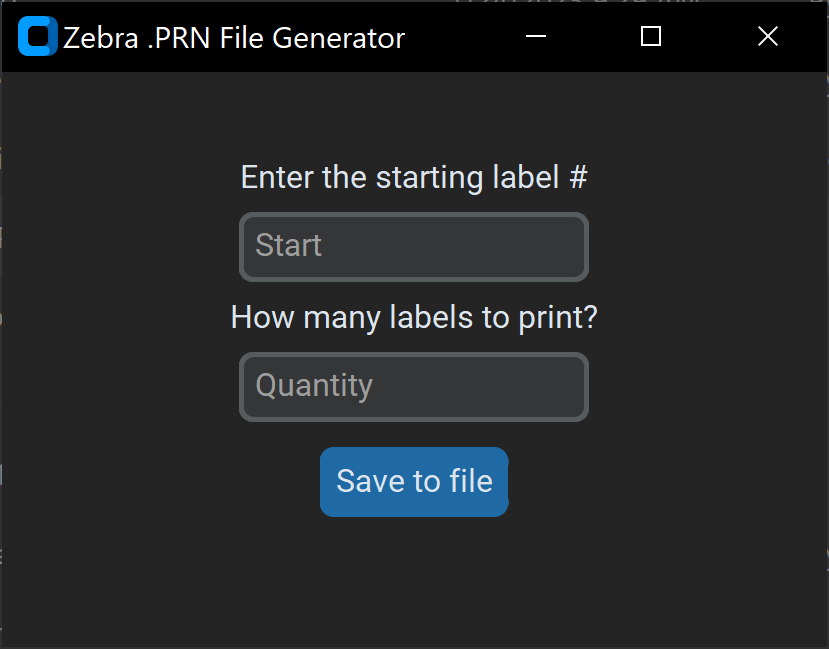 Zebra .PRN File Generator
Enter the starting label #
Start
How many labels to print?
Quantity
Save to file